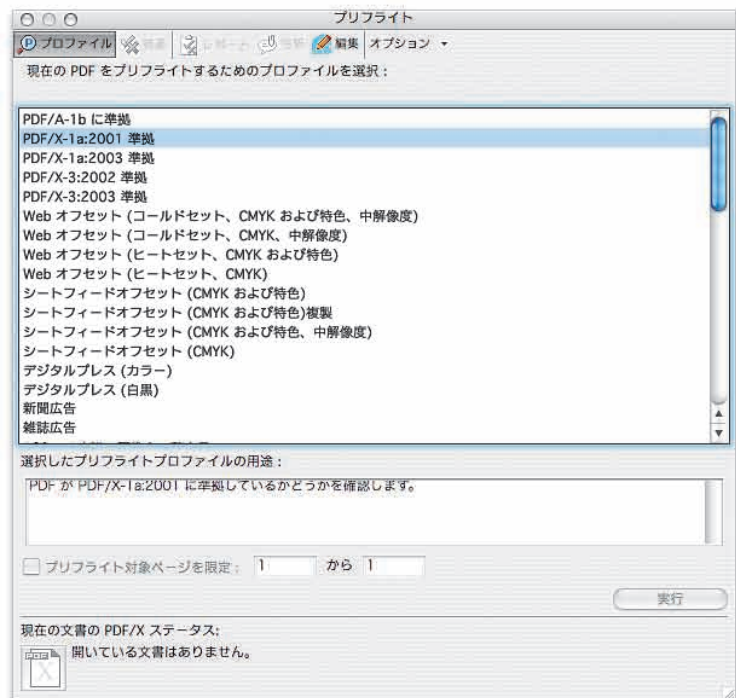 プリフライト
プロファイル 編集 オプション
現在の PDF をプリフライトするためのプロファイルを選択：
PDF/A-1b に準拠
PDF/X-1a:2001 準拠
PDF/X-1a:2003 準拠
PDF/X-3:2002 準拠
PDF/X-3:2003 準拠
Web オフセット (コールドセット、CMYK および特色、中解像度)
Web オフセット (コールドセット、CMYK、中解像度)
Web オフセット (ヒートセット、CMYK および特色)
Web オフセット (ヒートセット、CMYK)
シートフィードオフセット (CMYK および特色)
シートフィードオフセット (CMYK および特色)複製
シートフィードオフセット (CMYK および特色、中解像度)
シートフィードオフセット (CMYK)
デジタルプレス (カラー)
デジタルプレス (白黒)
新聞広告
雑誌広告
選択したプリフライトプロファイルの用途：
PDF が PDF/X-1a:2001 に準拠しているかどうかを確認します。
プリフライト対象ページを限定： 1 から 1
実行
現在の文書の PDF/X ステータス:
開いている文書はありません。